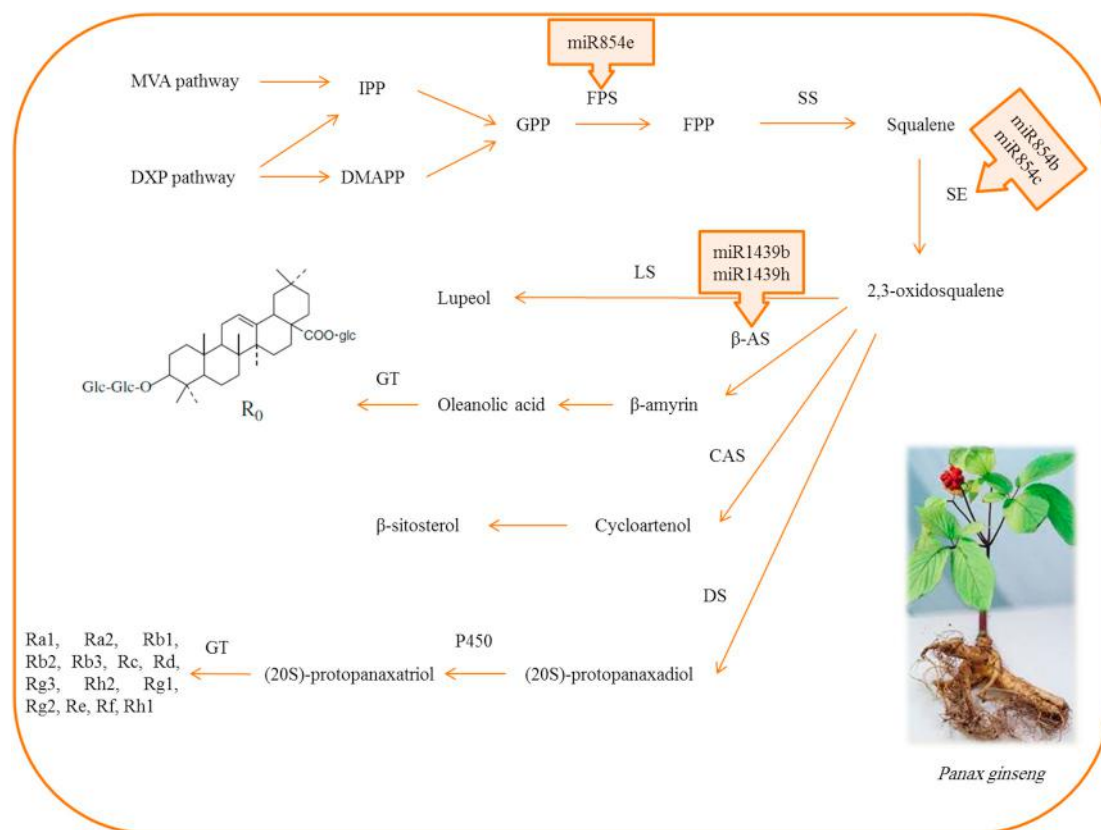 miR854e
MVA pathway
IPP
FPS
SS
GPP
FPP
Squalene
miR854b
miR854c
DXP pathway
DMAPP
SE
miR1439b
miR1439h
LS
Lupeol
2,3-oxidosqualene
β-AS
COO-glc
Glc-Glc-O
R₀
GT
Oleanolic acid
β-amyrin
CAS
β-sitosterol
Cycloartenol
DS
Ra1, Ra2, Rb1,
Rb2, Rb3, Rc, Rd,
Rg3, Rh2, Rg1,
Rg2, Re, Rf, Rh1
GT
(20S)-protopanaxatriol
P450
(20S)-protopanaxadiol
Panax ginseng